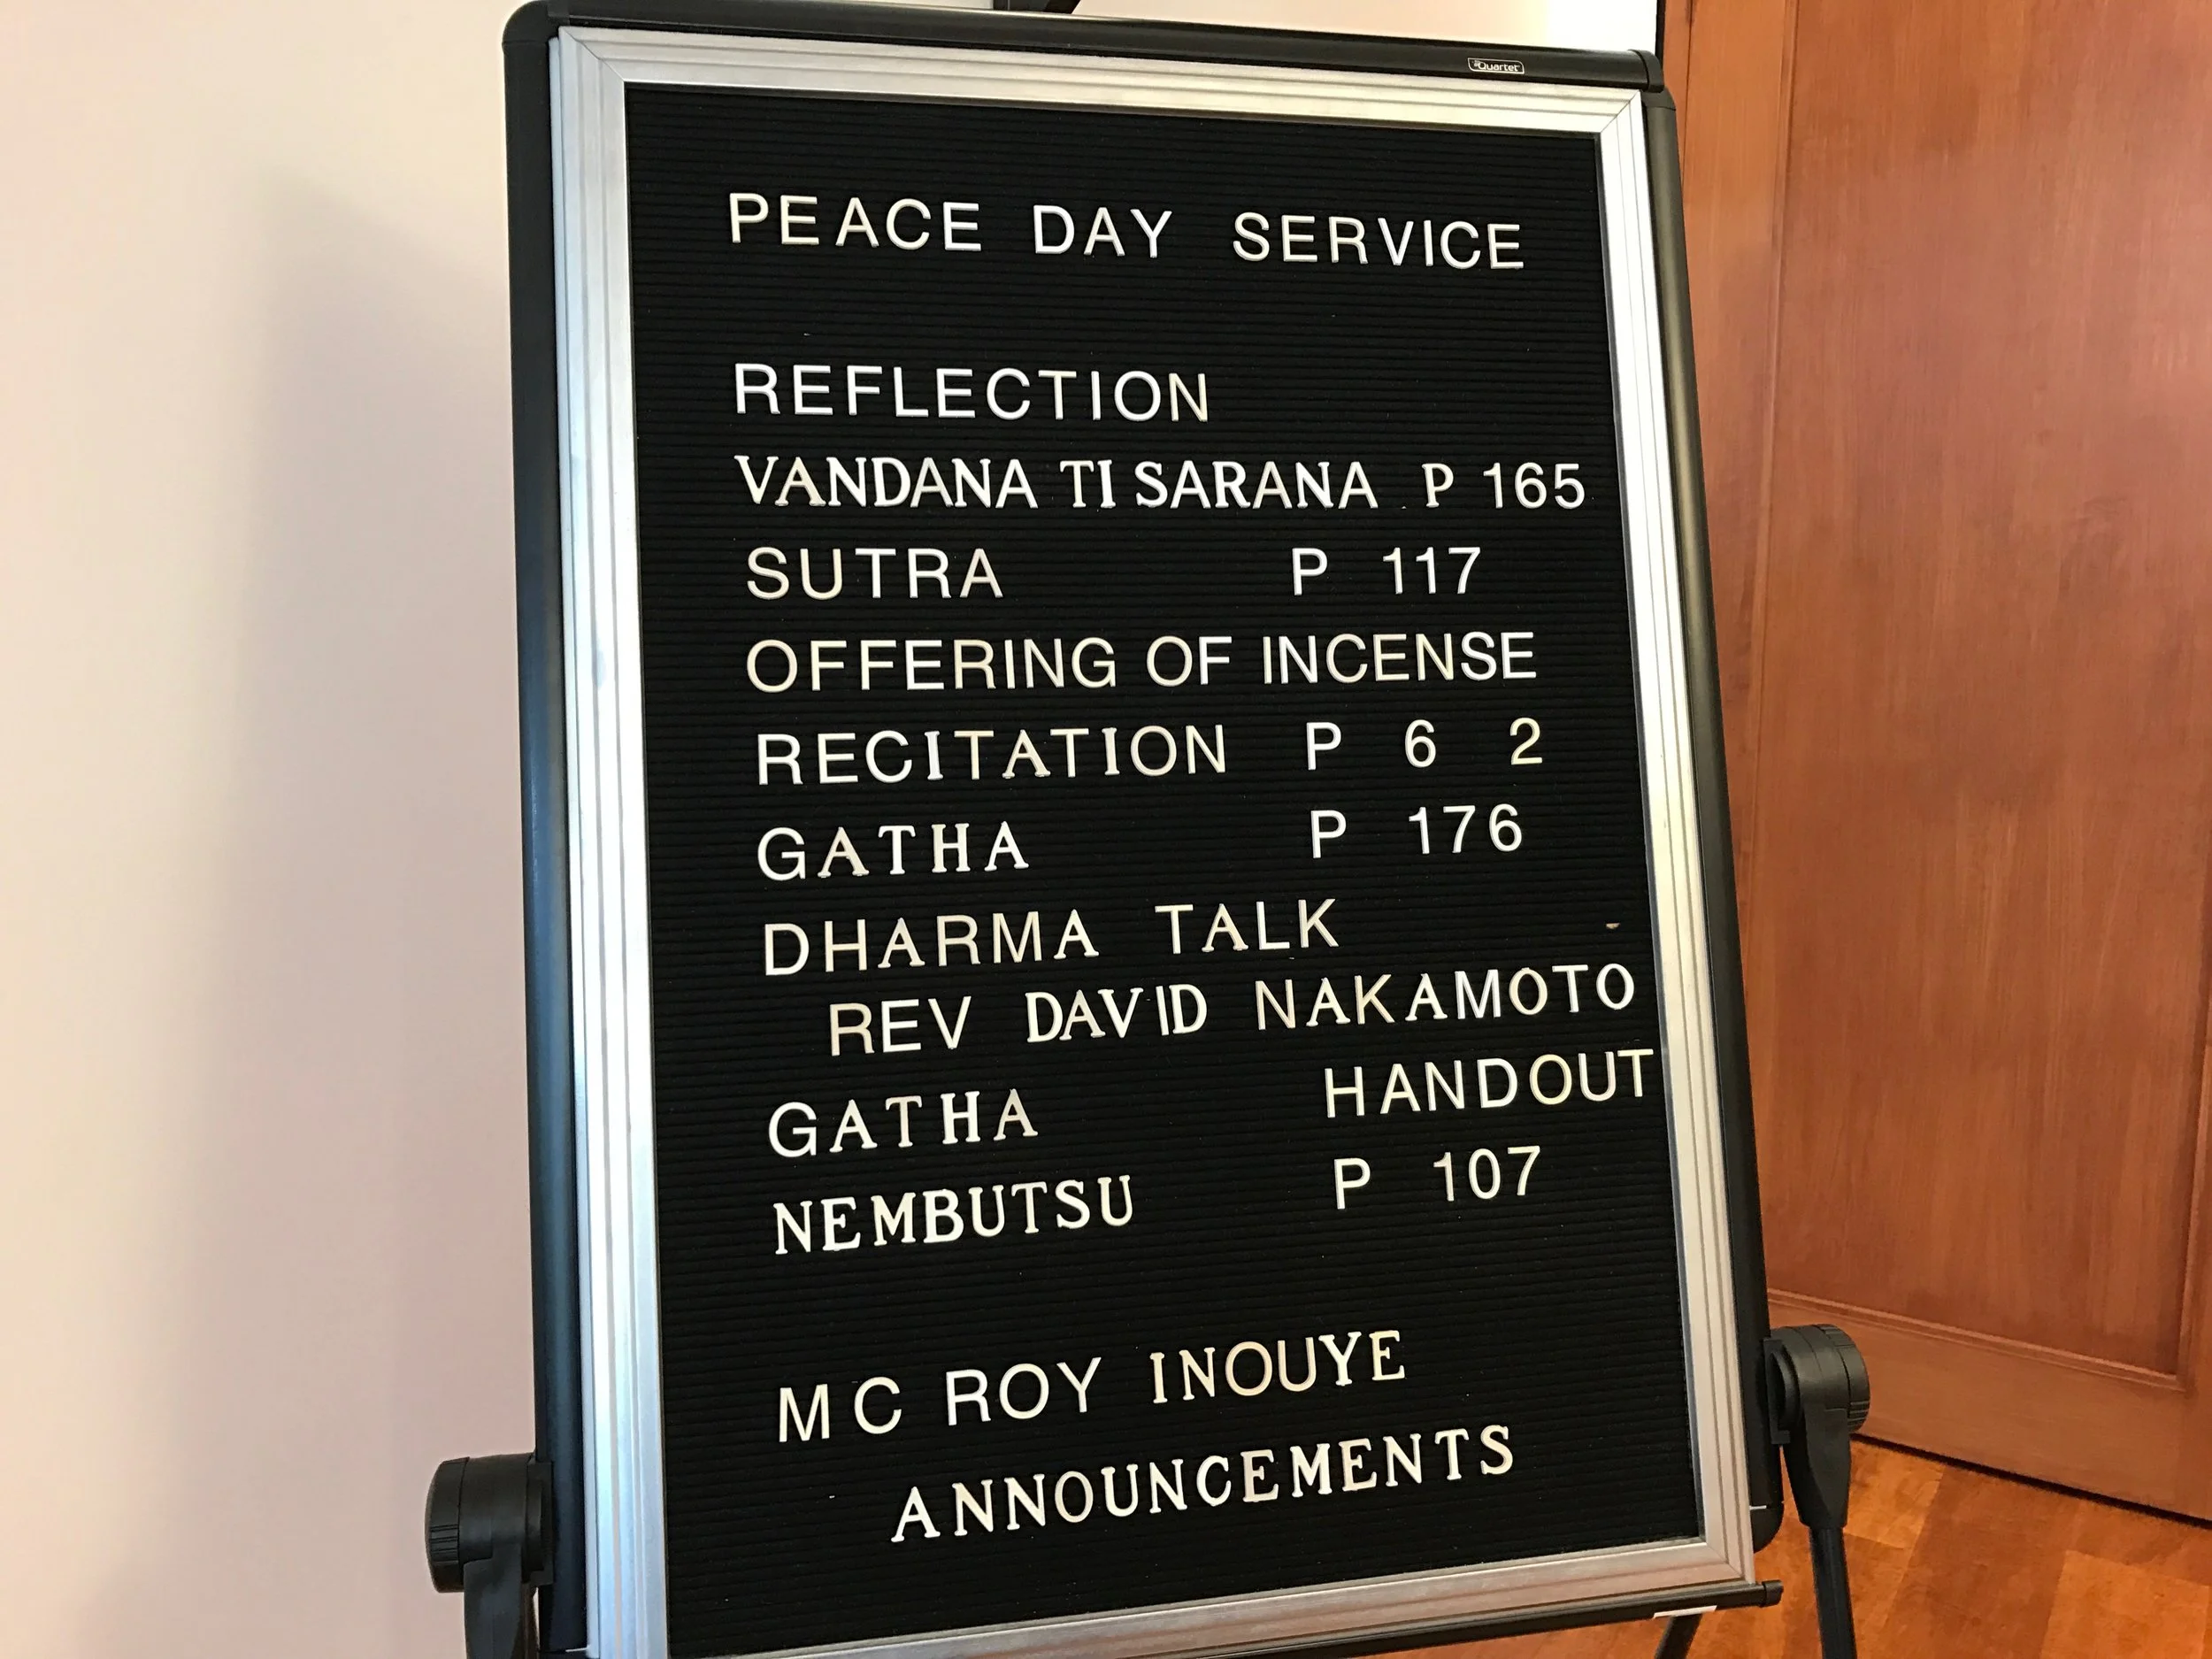 Quartet
PEACE DAY SERVICE
REFLECTION
VANDANA TI SARANA P 165
SUTRA P 117
OFFERING OF INCENSE
RECITATION P 6 2
GATHA P 176
DHARMA TALK
REV DAVID NAKAMOTO
GATHA HANDOUT
NEMBUTSU P 107
MC ROY INOUYE
ANNOUNCEMENTS